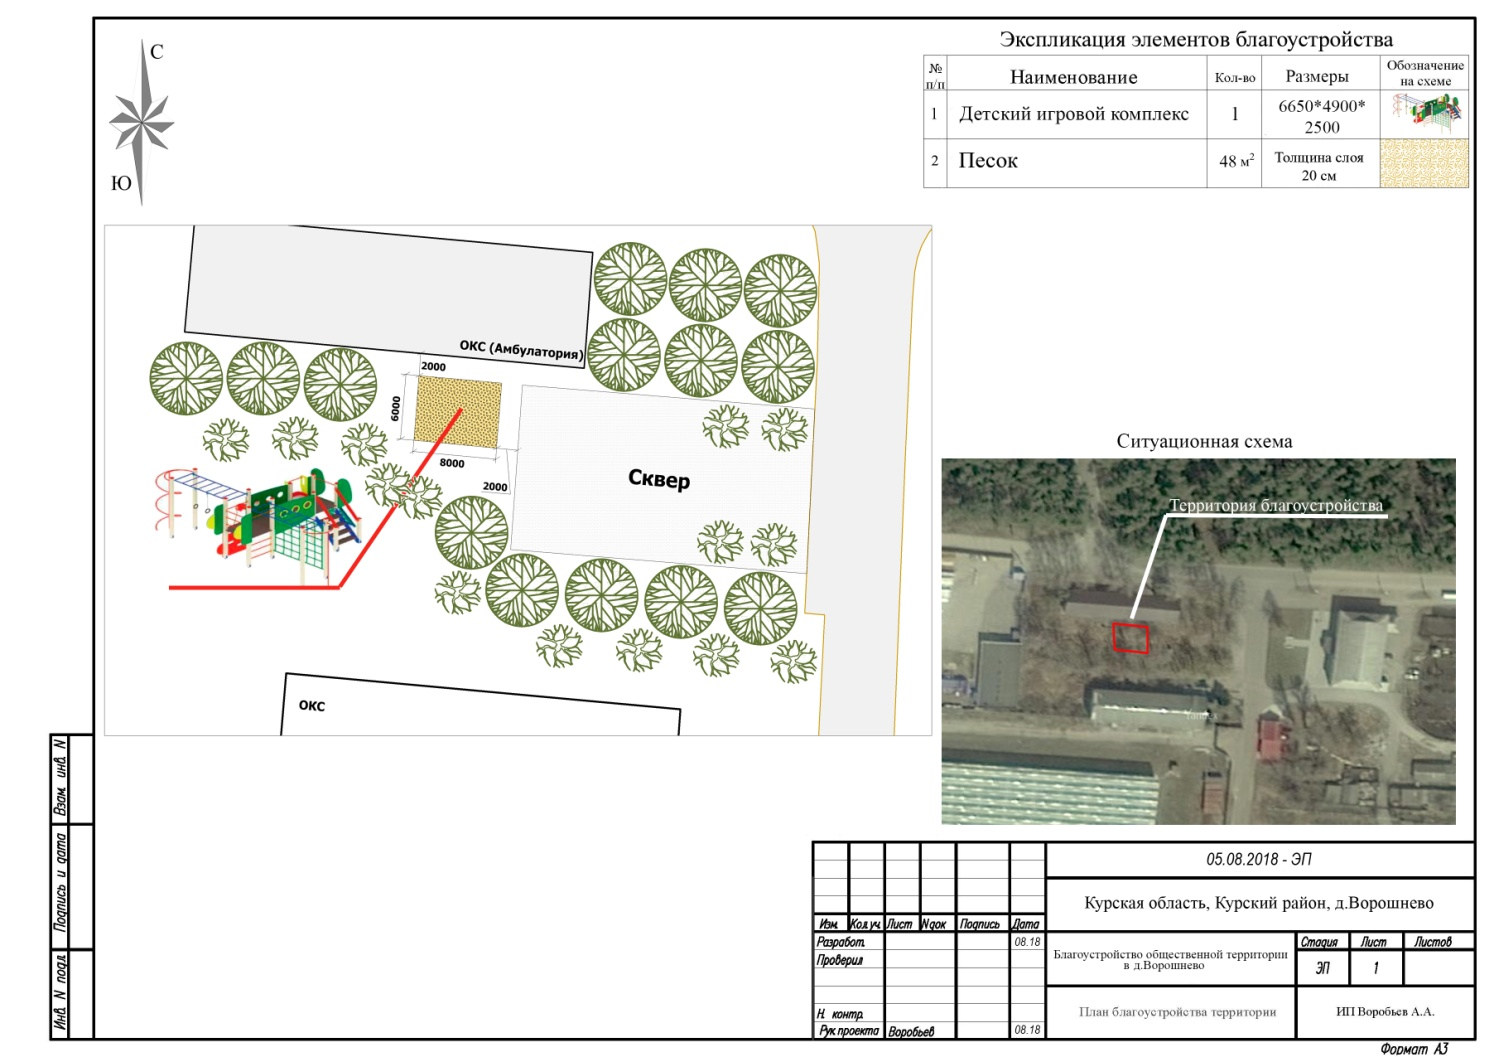 С
Ю
Экспликация элементов благоустройства
№ п/п
Наименование
Кол-во
Размеры
Обозначение на схеме
1
Детский игровой комплекс
1
6650*4900*
2500
2
Песок
48 м²
Толщина слоя
20 см
ОКС (Амбулатория)
2000
6000
8000
2000
Сквер
ОКС
Ситуационная схема
Территория благоустройства
Yandex
Взам. инв. N
Подпись и дата
Инв. N подл.
05.08.2018 - ЭП
Курская область, Курский район, д.Ворошнево
Изм. Кол.уч. Лист Nдок Подпись Дата
Разработ. 08.18
Проверил
Н. контр.
Рук проекта Воробьев 08.18
Благоустройство общественной территории
в д.Ворошнево
Стадия Лист Листов
ЭП 1
План благоустройства территории
ИП Воробьев А.А.
Формат А3